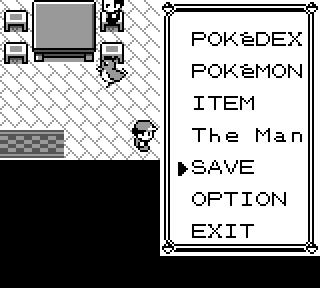 POKéDEX
POKéMON
ITEM
The Man
SAVE
OPTION
EXIT